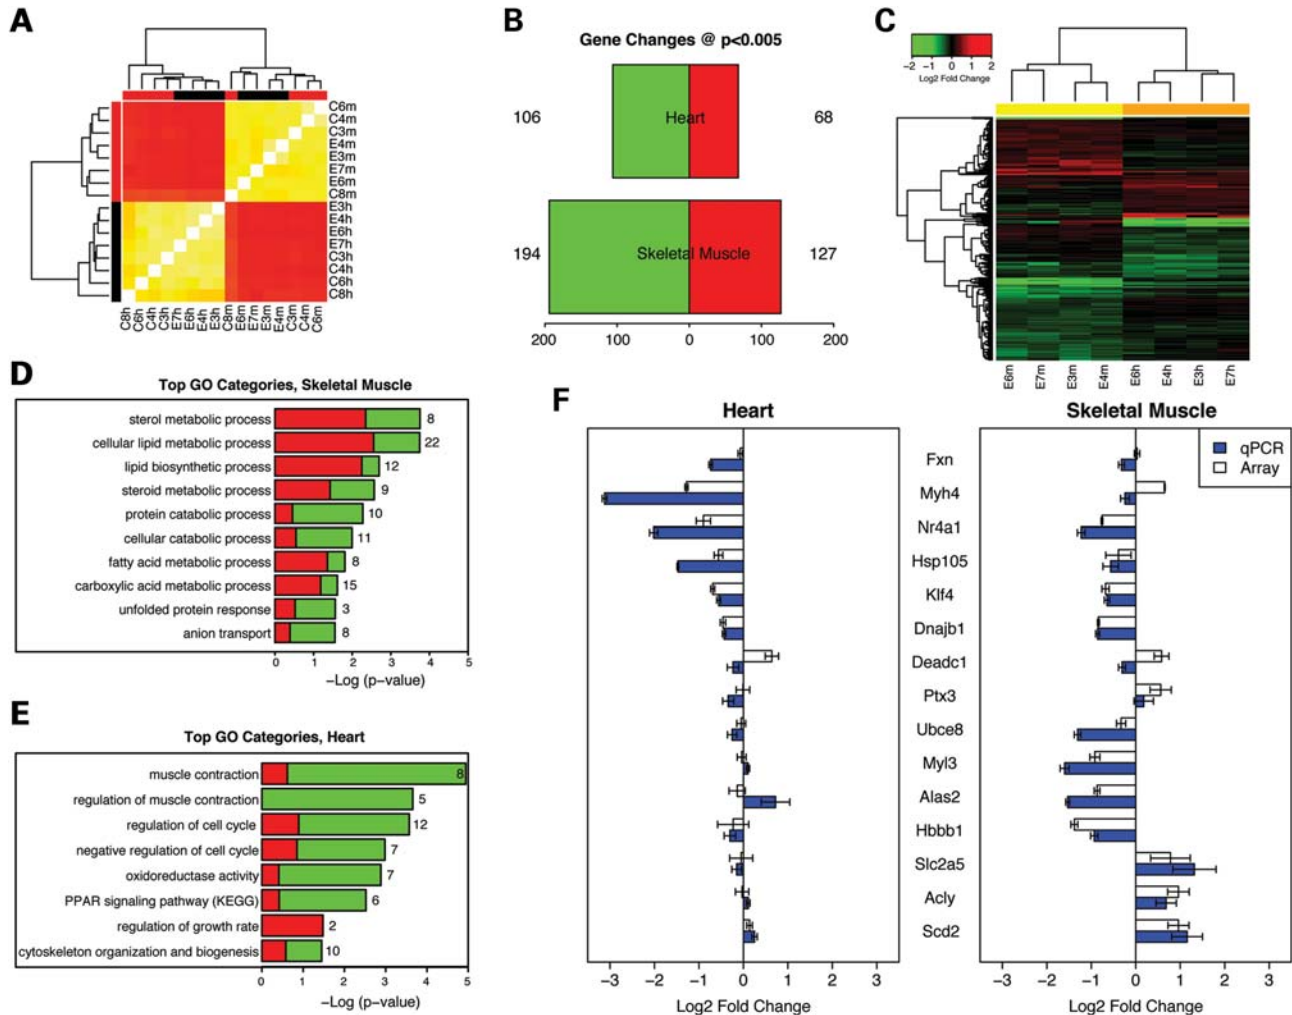 A
C6m
C4m
C3m
E4m
E3m
E7m
E6m
C8m
E3h
E4h
E6h
E7h
C3h
C4h
C6h
C8h
C8h
C6h
C4h
C3h
E7h
E6h
E4h
E3h
C8m
E6m
E7m
E3m
E4m
C3m
C4m
C6m
B
Gene Changes @ p<0.005
106 Heart 68
194 Skeletal Muscle 127
200 100 0 100 200
C
−2 −1 0 1 2
Log2 Fold Change
E6m
E7m
E3m
E4m
E6h
E4h
E3h
E7h
D
Top GO Categories, Skeletal Muscle
sterol metabolic process 8
cellular lipid metabolic process 22
lipid biosynthetic process 12
steroid metabolic process 9
protein catabolic process 10
cellular catabolic process 11
fatty acid metabolic process 8
carboxylic acid metabolic process 15
unfolded protein response 3
anion transport 8
0 1 2 3 4 5
−Log (p-value)
E
Top GO Categories, Heart
muscle contraction 8
regulation of muscle contraction 5
regulation of cell cycle 12
negative regulation of cell cycle 7
oxidoreductase activity 7
PPAR signaling pathway (KEGG) 6
regulation of growth rate 2
cytoskeleton organization and biogenesis 10
0 1 2 3 4 5
−Log (p-value)
F
Heart Skeletal Muscle
qPCR
Array
Fxn
Myh4
Nr4a1
Hsp105
Klf4
Dnajb1
Deadc1
Ptx3
Ubce8
Myl3
Alas2
Hbbb1
Slc2a5
Acly
Scd2
−3 −2 −1 0 1 2 3
Log2 Fold Change
−3 −2 −1 0 1 2 3
Log2 Fold Change